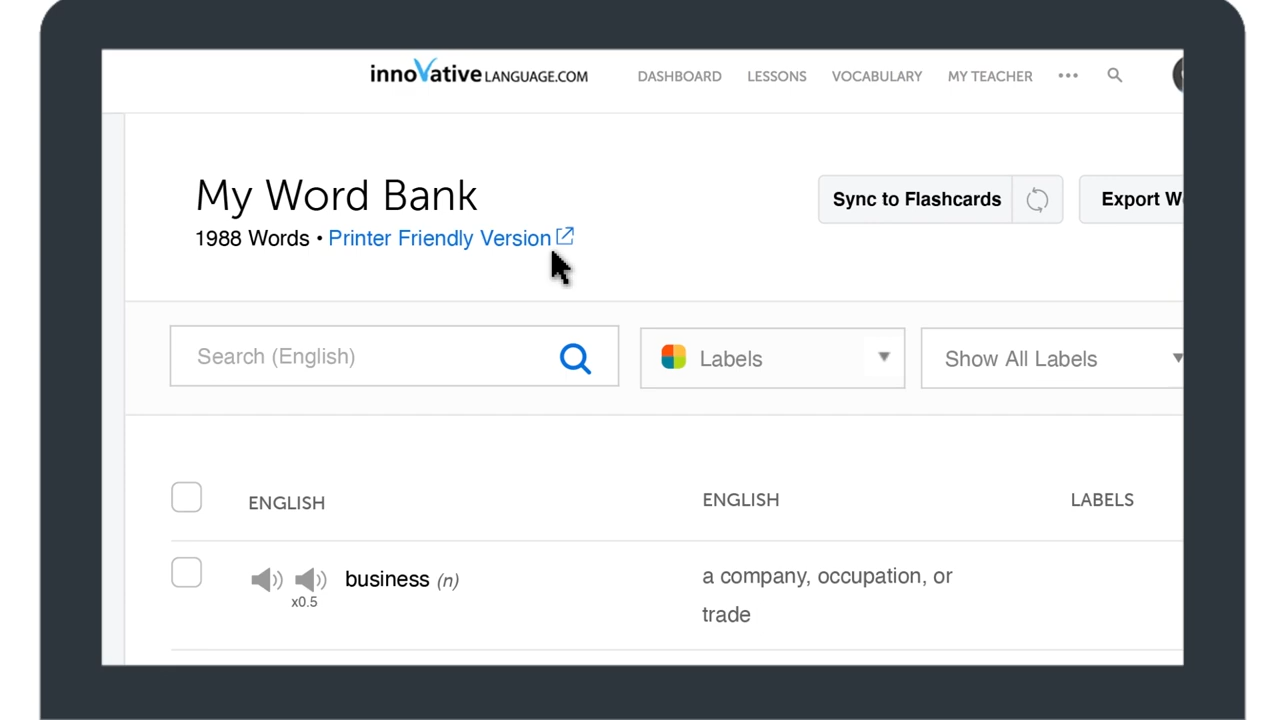 innoVative LANGUAGE.COM DASHBOARD LESSONS VOCABULARY MY TEACHER •••
My Word Bank
Sync to Flashcards Export W
1988 Words • Printer Friendly Version
Search (English) Labels Show All Labels
ENGLISH ENGLISH LABELS
business (n) a company, occupation, or
x0.5 trade